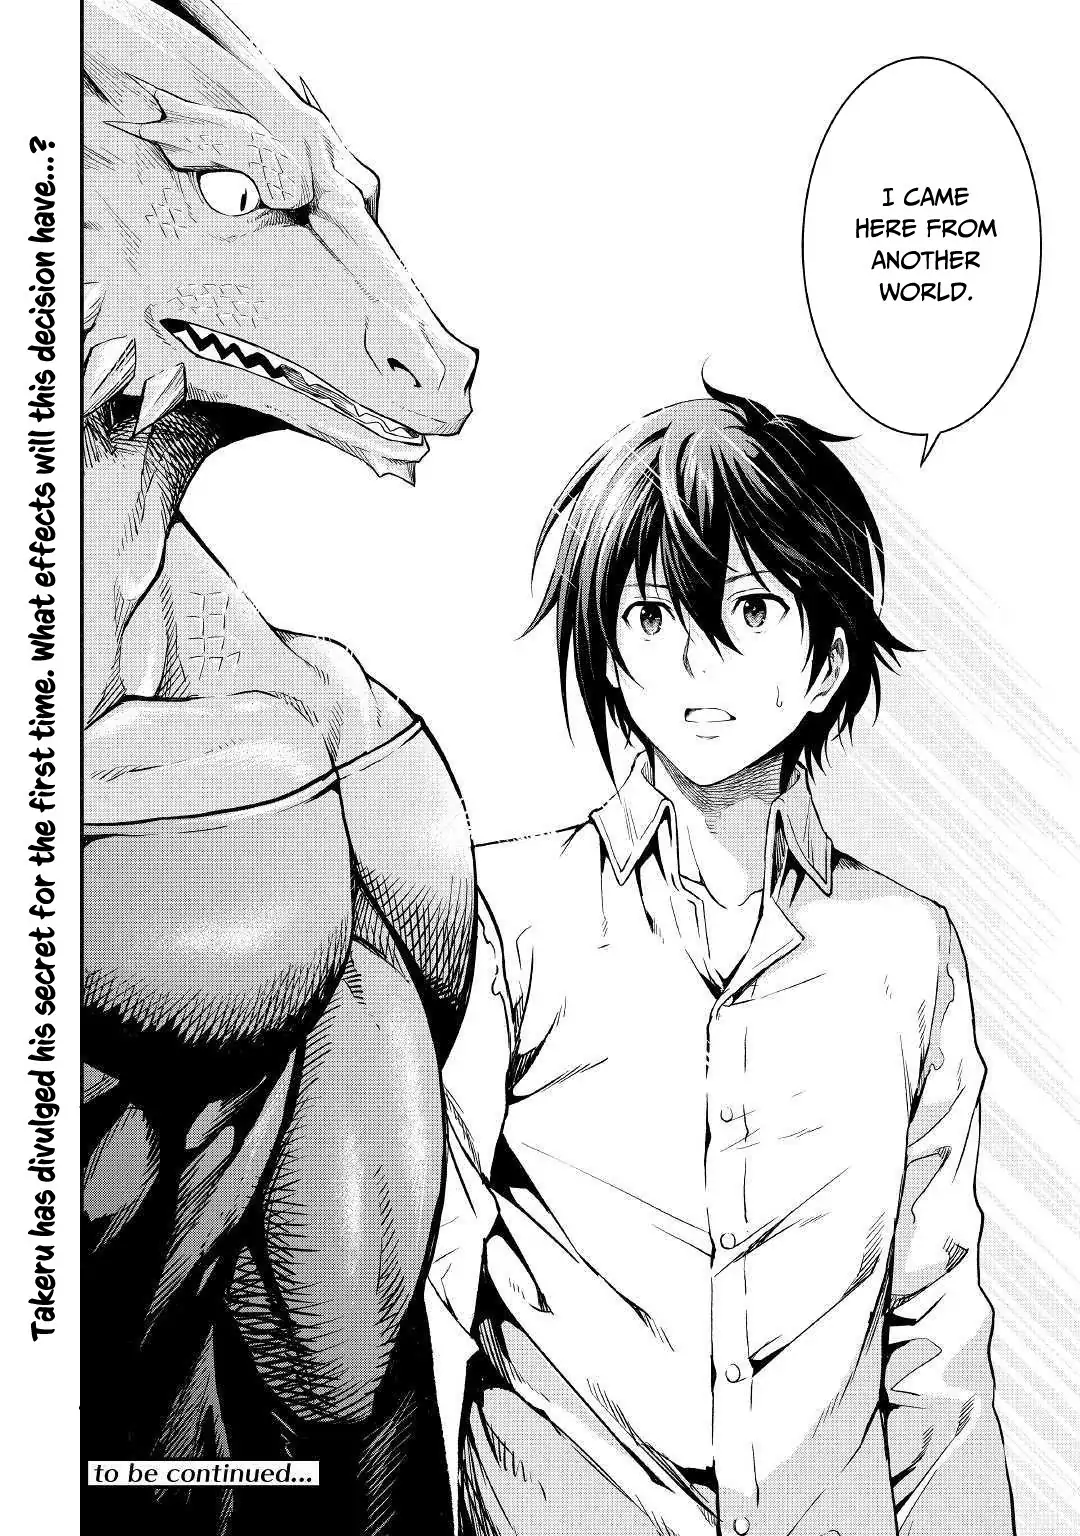 I CAME
HERE FROM
ANOTHER
WORLD.
Takeru has divulged his secret for the first time. What effects will this decision have...?
to be continued...